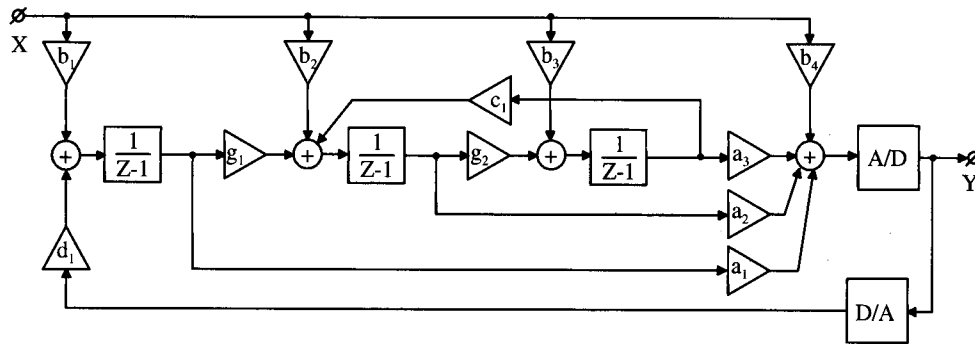 X
b₁
b₂
b₃
b₄
c₁
+
1
Z-1
g₁
+
1
Z-1
g₂
+
1
Z-1
a₃
+
A/D
Y
a₂
d₁
a₁
D/A